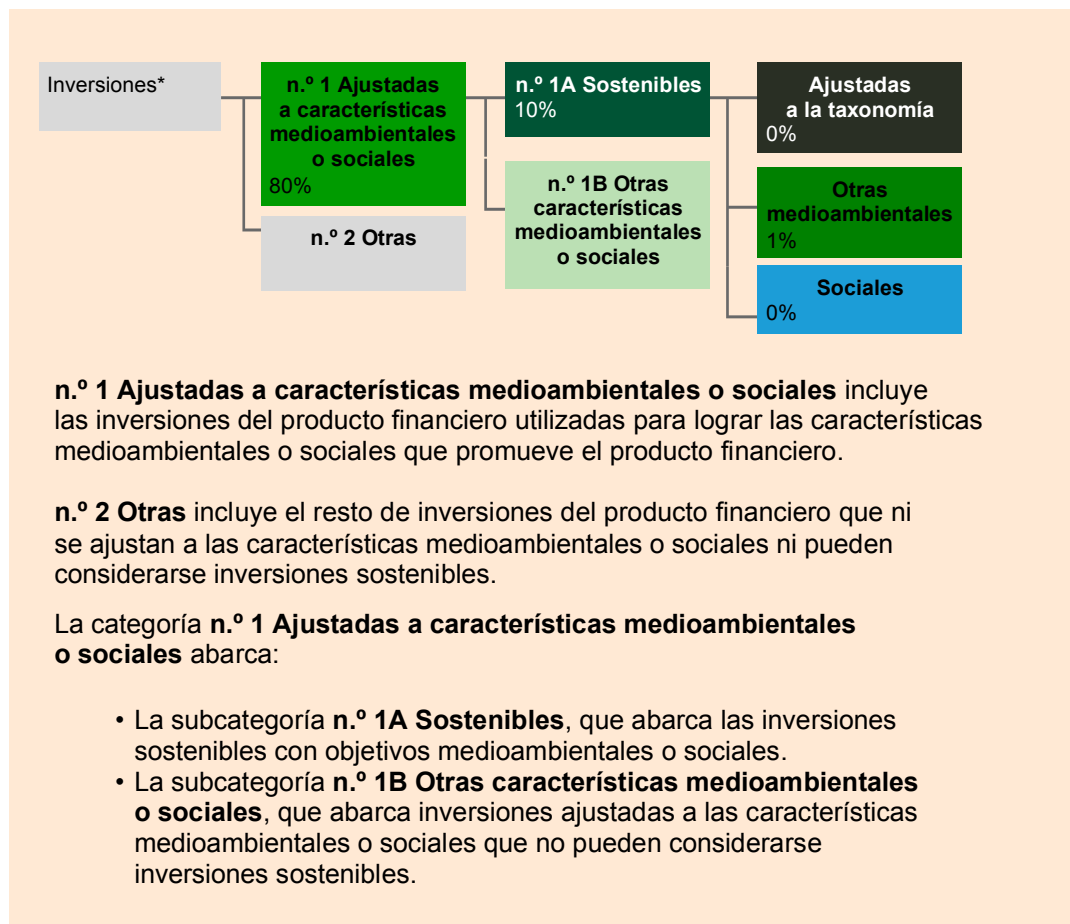 Inversiones*
n.º 1 Ajustadas
a características
medioambientales
o sociales
80%
n.º 2 Otras
n.º 1A Sostenibles
10%
n.º 1B Otras
características
medioambientales
o sociales
Ajustadas
a la taxonomía
0%
Otras
medioambientales
1%
Sociales
0%
n.º 1 Ajustadas a características medioambientales o sociales incluye
las inversiones del producto financiero utilizadas para lograr las características
medioambientales o sociales que promueve el producto financiero.
n.º 2 Otras incluye el resto de inversiones del producto financiero que ni
se ajustan a las características medioambientales o sociales ni pueden
considerarse inversiones sostenibles.
La categoría n.º 1 Ajustadas a características medioambientales
o sociales abarca:
• La subcategoría n.º 1A Sostenibles, que abarca las inversiones
sostenibles con objetivos medioambientales o sociales.
• La subcategoría n.º 1B Otras características medioambientales
o sociales, que abarca inversiones ajustadas a las características
medioambientales o sociales que no pueden considerarse
inversiones sostenibles.